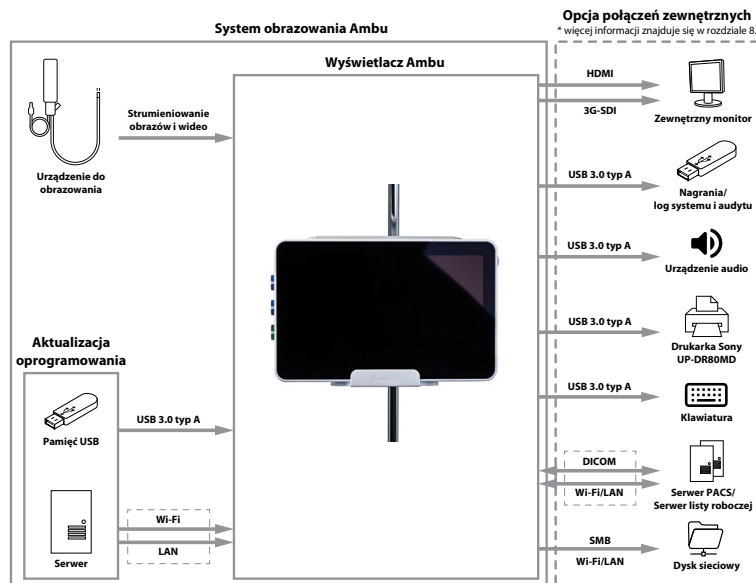 System obrazowania Ambu
Opcja połączeń zewnętrznych
* więcej informacji znajduje się w rozdziale 8.
Wyświetlacz Ambu
Urządzenie do
obrazowania
Strumieniowanie
obrazów i wideo
HDMI
3G-SDI
Zewnętrzny monitor
USB 3.0 typ A
Nagrania/
log systemu i audytu
USB 3.0 typ A
Urządzenie audio
USB 3.0 typ A
Drukarka Sony
UP-DR80MD
USB 3.0 typ A
Klawiatura
Aktualizacja
oprogramowania
Pamięć USB
USB 3.0 typ A
Serwer
Wi-Fi
LAN
DICOM
Wi-Fi/LAN
Serwer PACS/
Serwer listy roboczej
SMB
Wi-Fi/LAN
Dysk sieciowy